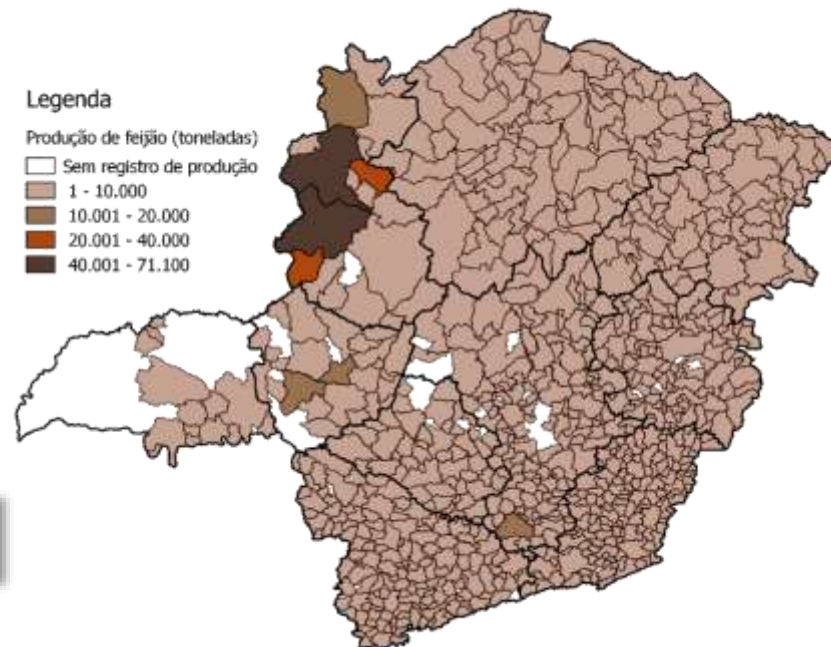 Legenda
Produção de feijão (toneladas)
Sem registro de produção
1 - 10.000
10.001 - 20.000
20.001 - 40.000
40.001 - 71.100